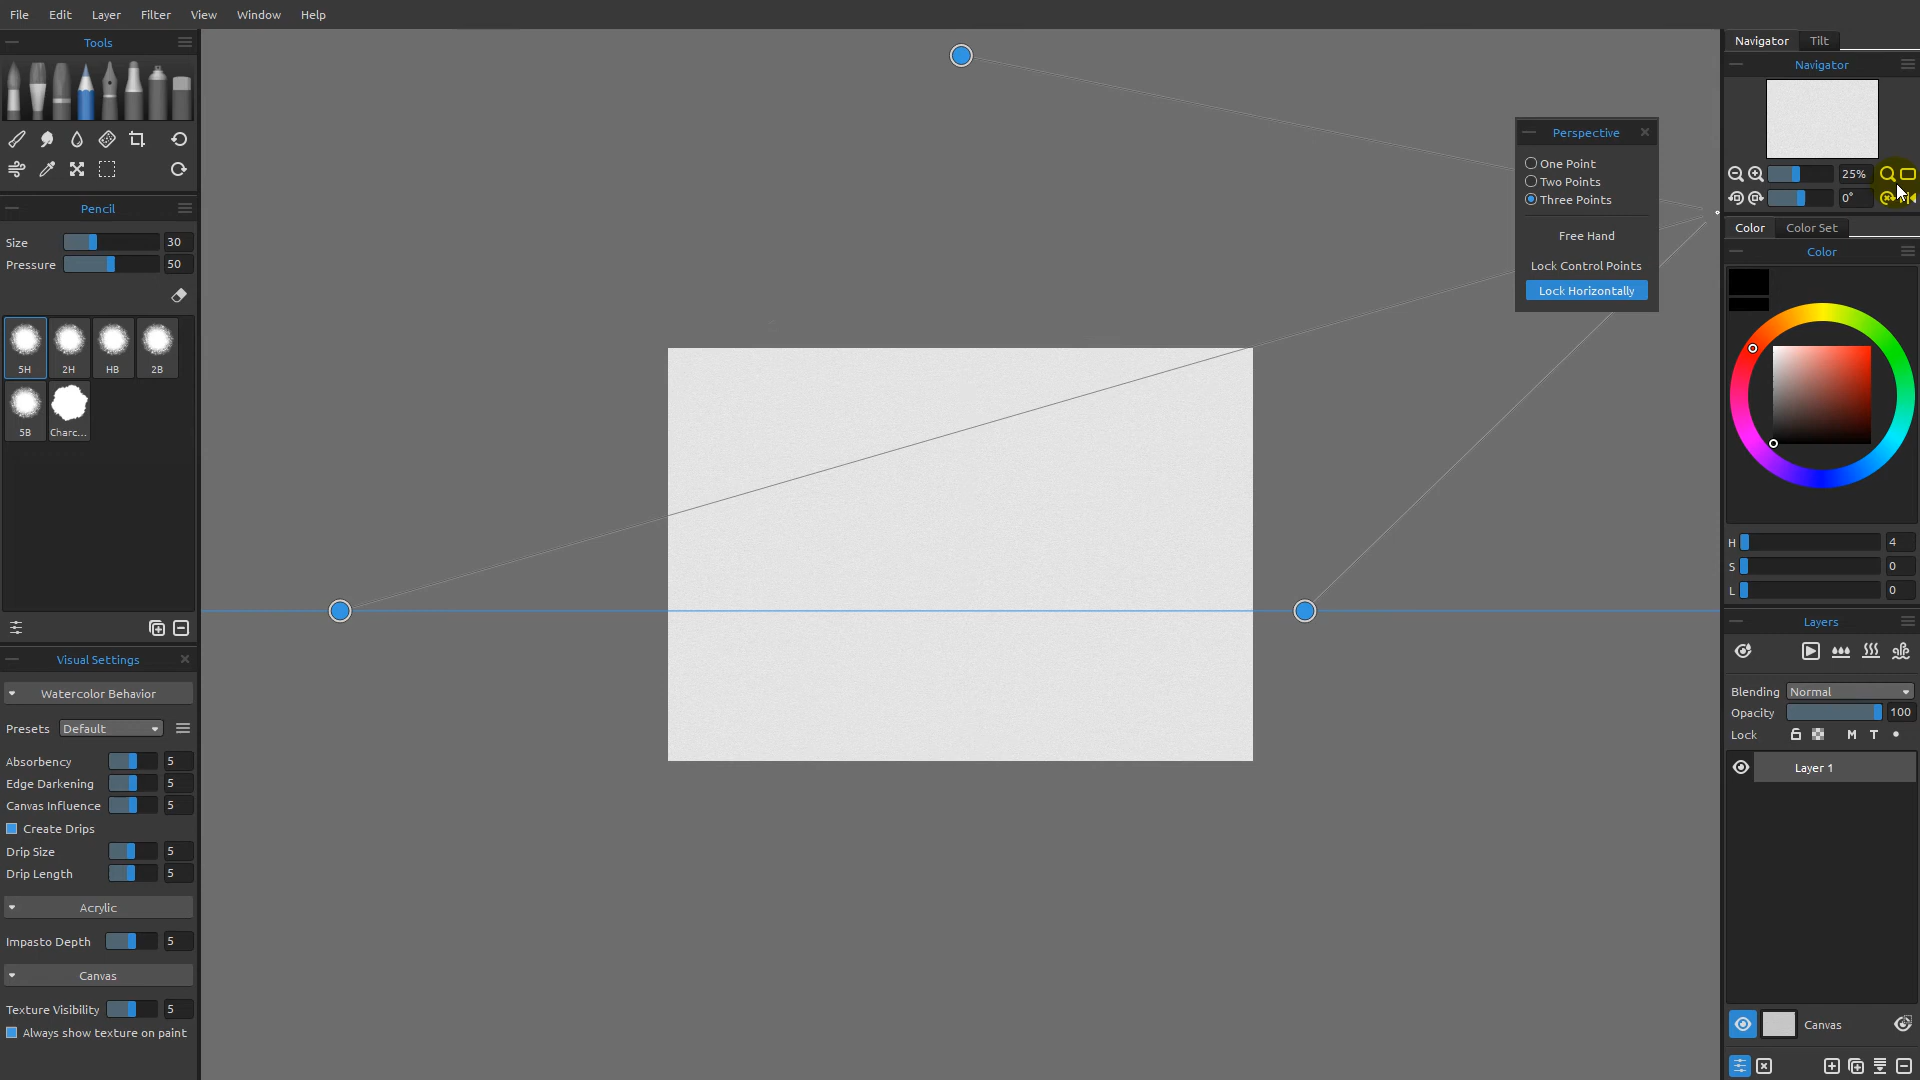 File Edit Layer Filter View Window Help
Tools
Pencil
Size 30
Pressure 50
5H 2H HB 2B
5B Charc...
Visual Settings
Watercolor Behavior
Presets Default
Absorbency 5
Edge Darkening 5
Canvas Influence 5
Create Drips
Drip Size 5
Drip Length 5
Acrylic
Impasto Depth 5
Canvas
Texture Visibility 5
Always show texture on paint
Perspective
One Point
Two Points
Three Points
Free Hand
Lock Control Points
Lock Horizontally
Navigator Tilt
Navigator
25%
0°
Color Color Set
Color
H 4
S 0
L 0
Layers
Blending Normal
Opacity 100
Lock M T
Layer 1
Canvas